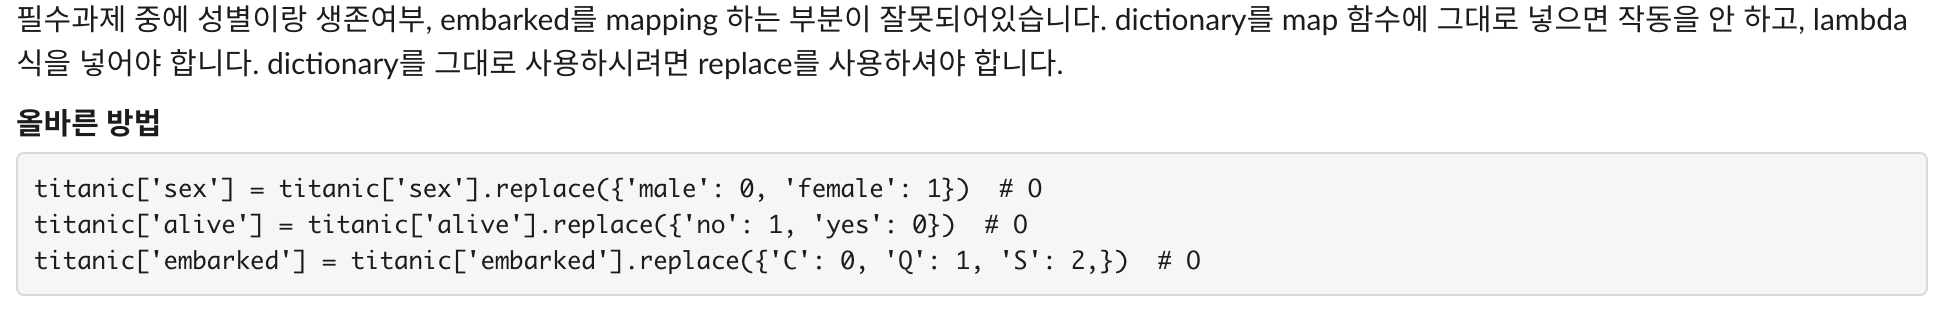 필수과제 중에 성별이랑 생존여부, embarked를 mapping 하는 부분이 잘못되어있습니다. dictionary를 map 함수에 그대로 넣으면 작동을 안 하고, lambda
식을 넣어야 합니다. dictionary를 그대로 사용하시려면 replace를 사용하셔야 합니다.
올바른 방법
titanic['sex'] = titanic['sex'].replace({'male': 0, 'female': 1})  # O
titanic['alive'] = titanic['alive'].replace({'no': 1, 'yes': 0})  # O
titanic['embarked'] = titanic['embarked'].replace({'C': 0, 'Q': 1, 'S': 2,})  # O